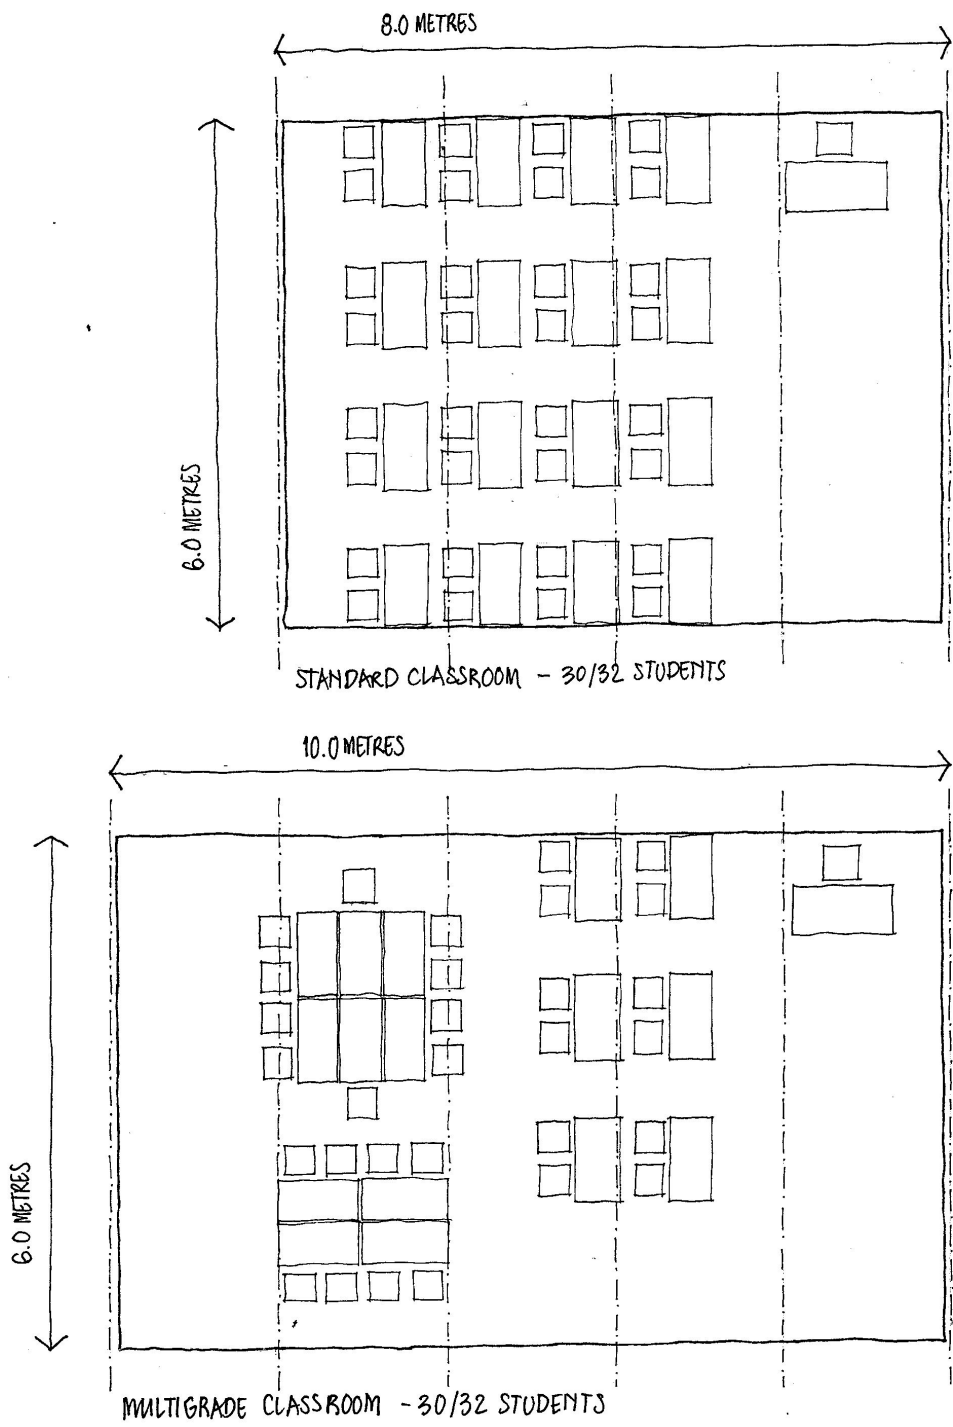 8.0 METRES
6.0 METRES
STANDARD CLASSROOM - 30/32 STUDENTS
10.0 METRES
6.0 METRES
MULTIGRADE CLASSROOM - 30/32 STUDENTS